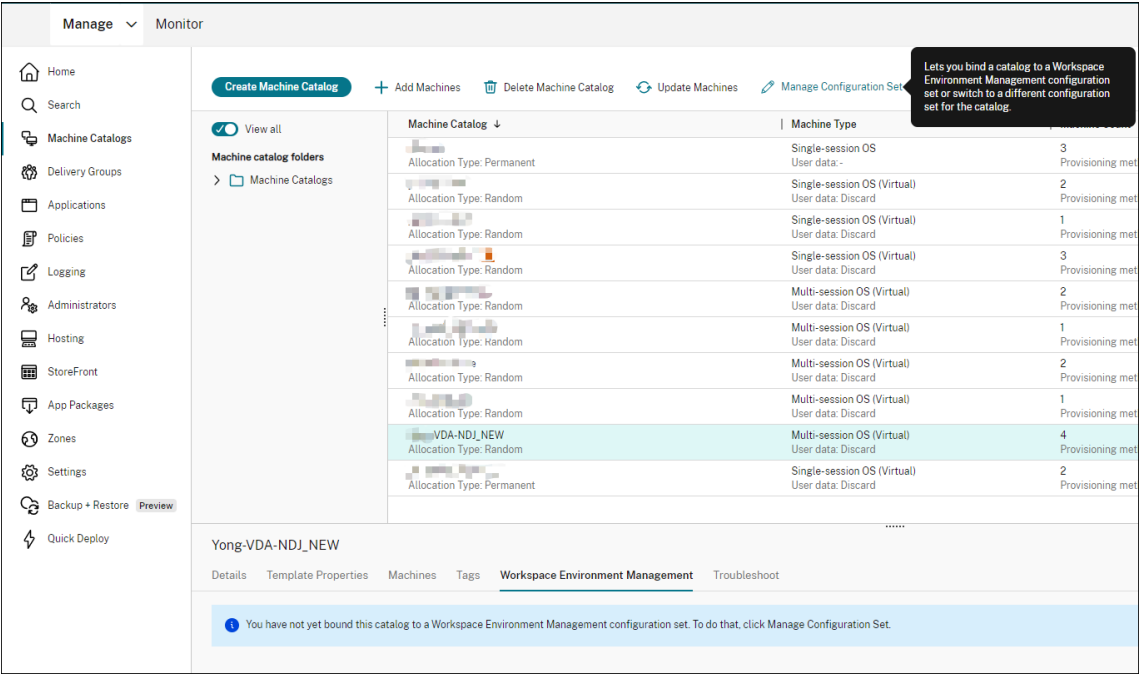 Manage
Monitor
Home
Search
Machine Catalogs
Delivery Groups
Applications
Policies
Logging
Administrators
Hosting
StoreFront
App Packages
Zones
Settings
Backup + Restore Preview
Quick Deploy
Create Machine Catalog
Add Machines
Delete Machine Catalog
Update Machines
Manage Configuration Set
Lets you bind a catalog to a Workspace
Environment Management configuration
set or switch to a different configuration
set for the catalog.
View all
Machine catalog folders
Machine Catalogs
Machine Catalog ↓
Machine Type
Single-session OS
3
Allocation Type: Permanent
User data:-
Provisioning met
Single-session OS (Virtual)
2
Allocation Type: Random
User data: Discard
Provisioning met
Single-session OS (Virtual)
1
Allocation Type: Random
User data: Discard
Provisioning met
Single-session OS (Virtual)
3
Allocation Type: Random
User data: Discard
Provisioning met
Multi-session OS (Virtual)
2
Allocation Type: Random
User data: Discard
Provisioning met
Multi-session OS (Virtual)
1
Allocation Type: Random
User data: Discard
Provisioning met
Multi-session OS (Virtual)
2
Allocation Type: Random
User data: Discard
Provisioning met
Multi-session OS (Virtual)
1
Allocation Type: Random
User data: Discard
Provisioning met
VDA-NDJ_NEW
Multi-session OS (Virtual)
4
Allocation Type: Random
User data: Discard
Provisioning met
Single-session OS (Virtual)
2
Allocation Type: Permanent
User data: Discard
Provisioning met
Yong-VDA-NDJ_NEW
Details
Template Properties
Machines
Tags
Workspace Environment Management
Troubleshoot
You have not yet bound this catalog to a Workspace Environment Management configuration set. To do that, click Manage Configuration Set.